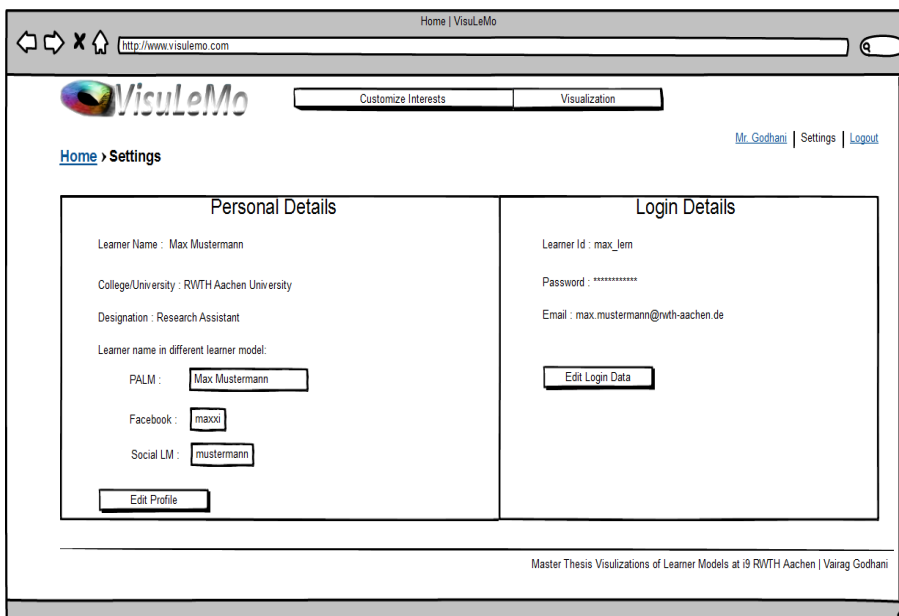 Home | VisuLeMo
http://www.visulemo.com
VisuLeMo
Customize Interests
Visualization
Mr. Godhani | Settings | Logout
Home › Settings
Personal Details
Learner Name : Max Mustermann
College/University : RWTH Aachen University
Designation : Research Assistant
Learner name in different learner model:
PALM : Max Mustermann
Facebook : maxxi
Social LM : mustermann
Edit Profile
Login Details
Learner Id : max_lern
Password : ************
Email : max.mustermann@rwth-aachen.de
Edit Login Data
Master Thesis Visulizations of Learner Models at i9 RWTH Aachen | Vairag Godhani